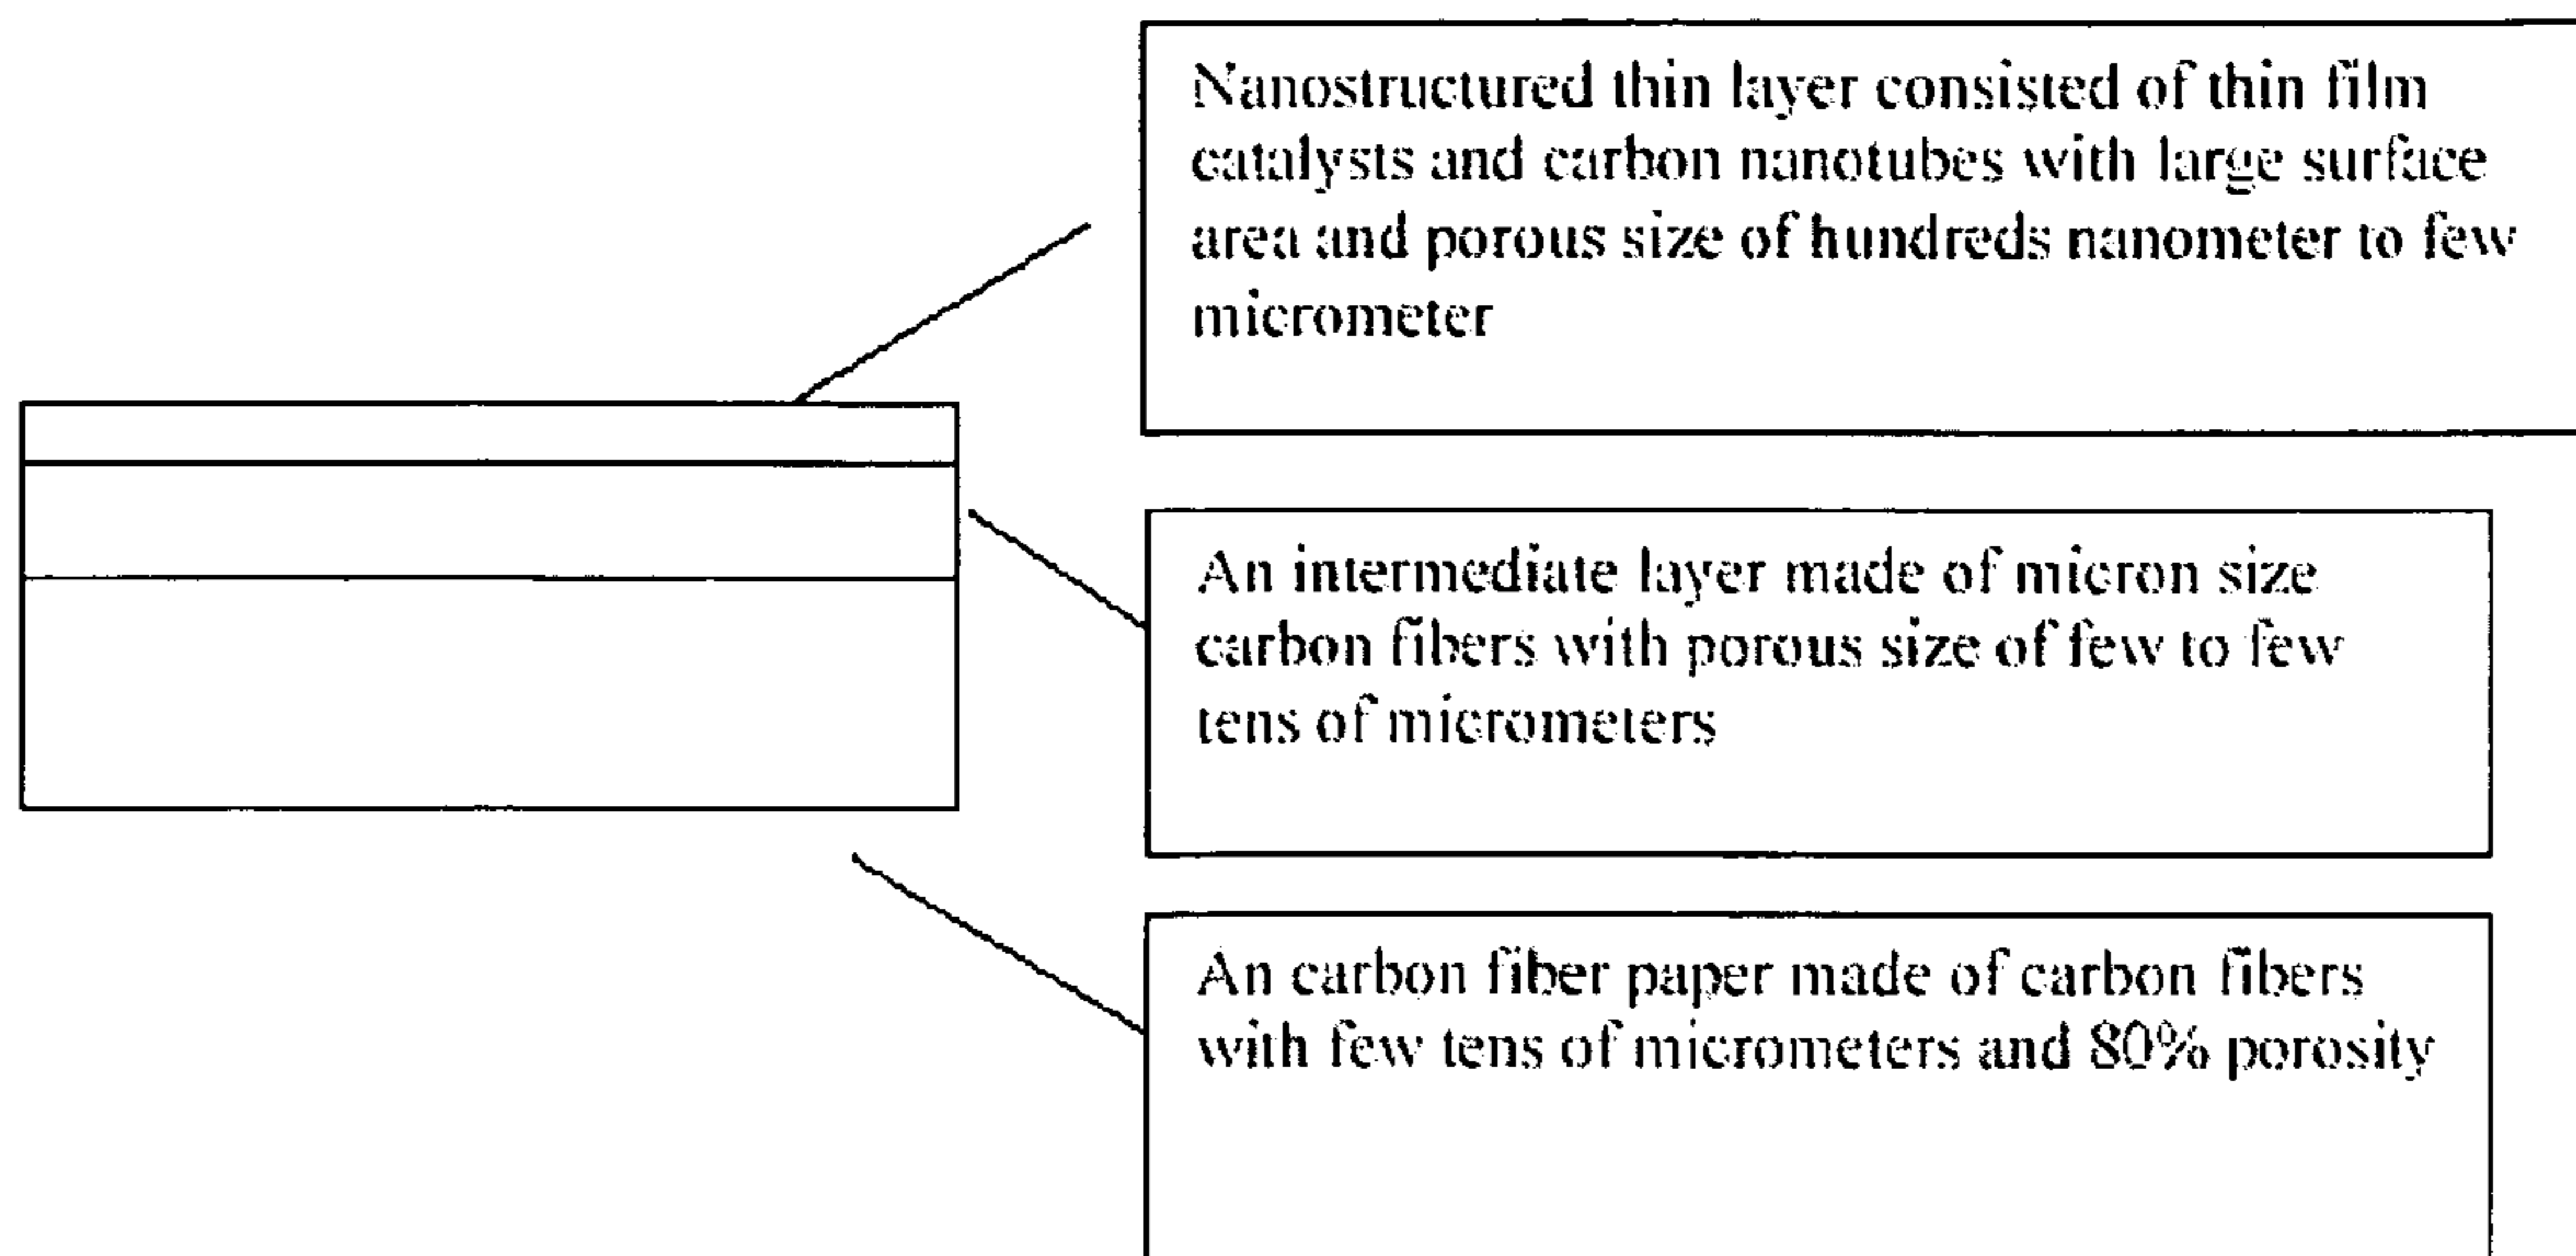 Nanostructured thin layer consisted of thin film
catalysts and carbon nanotubes with large surface
area and porous size of hundreds nanometer to few
micrometer
An intermediate layer made of micron size
carbon fibers with porous size of few to few
tens of micrometers
An carbon fiber paper made of carbon fibers
with few tens of micrometers and 80% porosity